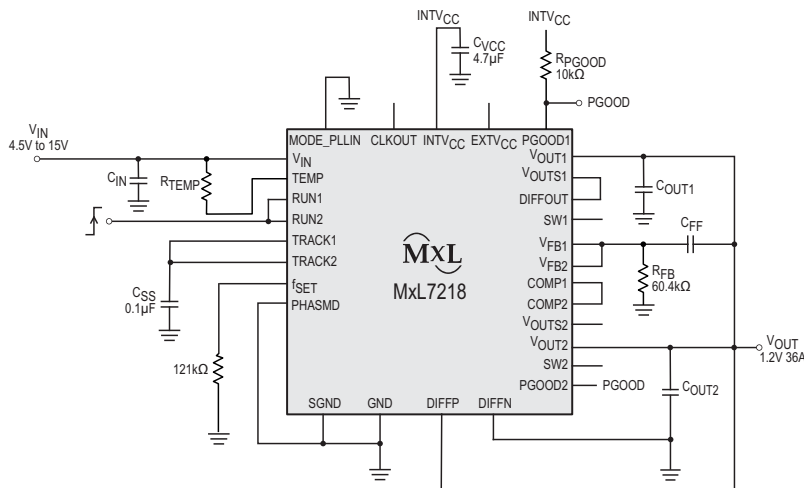 INTVCC
CVCC
4.7µF
INTVCC
RPGOOD
10kΩ
PGOOD
VIN
4.5V to 15V
CIN
RTEMP
MODE_PLLIN
CLKOUT
INTVCC
EXTVCC
PGOOD1
VIN
TEMP
RUN1
RUN2
TRACK1
TRACK2
fSET
PHASMD
CSS
0.1µF
121kΩ
MXL
MxL7218
VOUT1
VOUTS1
DIFFOUT
SW1
VFB1
VFB2
COMP1
COMP2
VOUTS2
VOUT2
SW2
PGOOD2
PGOOD
COUT1
CFF
RFB
60.4kΩ
VOUT
1.2V 36A
COUT2
SGND
GND
DIFFP
DIFFN